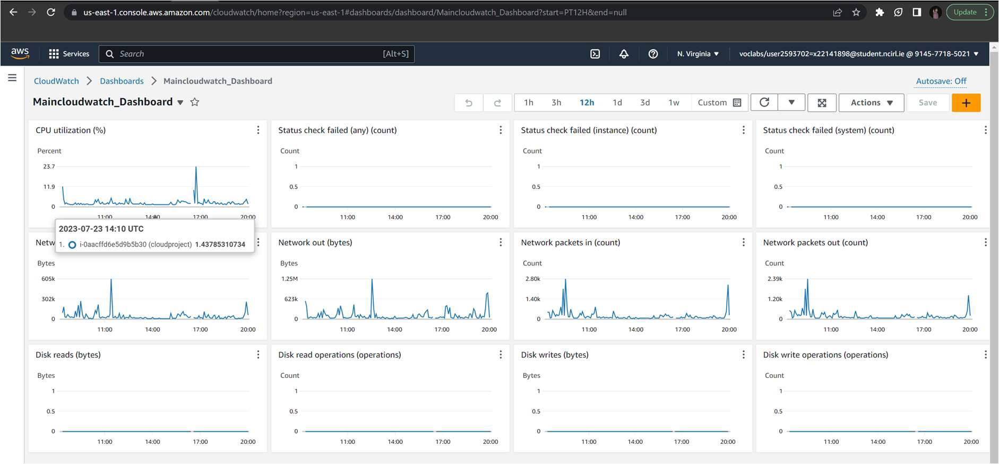 us-east-1.console.aws.amazon.com/cloudwatch/home?region=us-east-1#dashboards/dashboard/Maincloudwatch_Dashboard?start=PT12H&end=null
Update
aws Services Search [Alt+S] N. Virginia voclabs/user2593702=x22141898@student.ncirl.ie @ 9145-7718-5021
CloudWatch Dashboards Maincloudwatch_Dashboard Autosave: Off
Maincloudwatch_Dashboard 1h 3h 12h 1d 3d 1w Custom Actions Save
CPU utilization (%)
Percent
23.7
11.9
0
11:00 14:00 17:00 20:00
Status check failed (any) (count)
Count
1
0.5
0
11:00 14:00 17:00 20:00
Status check failed (instance) (count)
Count
1
0.5
0
11:00 14:00 17:00 20:00
Status check failed (system) (count)
Count
1
0.5
0
11:00 14:00 17:00 20:00
2023-07-23 14:10 UTC
1. i-0aacffd6e5d9b5b30 (cloudproject) 1.43785310734
Netw
Bytes
605k
302k
0
11:00 14:00 17:00 20:00
Network out (bytes)
Bytes
1.25M
623k
0
11:00 14:00 17:00 20:00
Network packets in (count)
Count
2.80k
1.40k
0
11:00 14:00 17:00 20:00
Network packets out (count)
Count
2.39k
1.20k
0
11:00 14:00 17:00 20:00
Disk reads (bytes)
Bytes
1
0.5
0
11:00 14:00 17:00 20:00
Disk read operations (operations)
Count
1
0.5
0
11:00 14:00 17:00 20:00
Disk writes (bytes)
Bytes
1
0.5
0
11:00 14:00 17:00 20:00
Disk write operations (operations)
Count
1
0.5
0
11:00 14:00 17:00 20:00